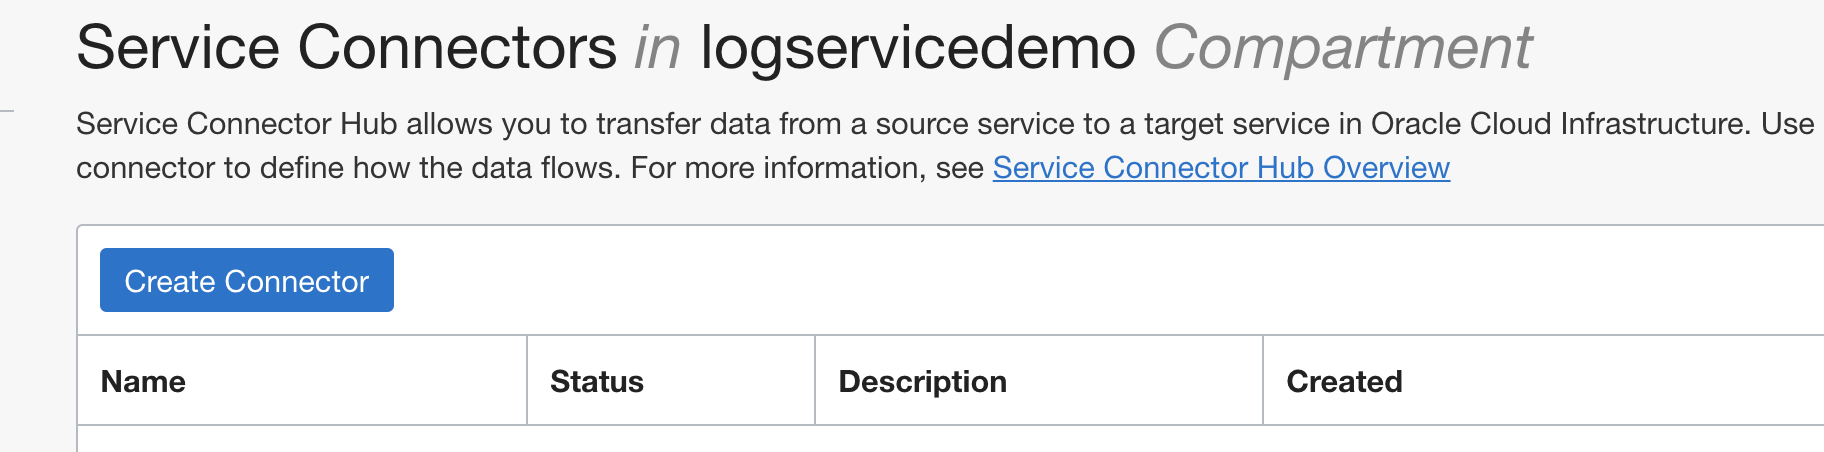 Service Connectors in logservicedemo Compartment
Service Connector Hub allows you to transfer data from a source service to a target service in Oracle Cloud Infrastructure. Use
connector to define how the data flows. For more information, see Service Connector Hub Overview
Create Connector
Name Status Description Created